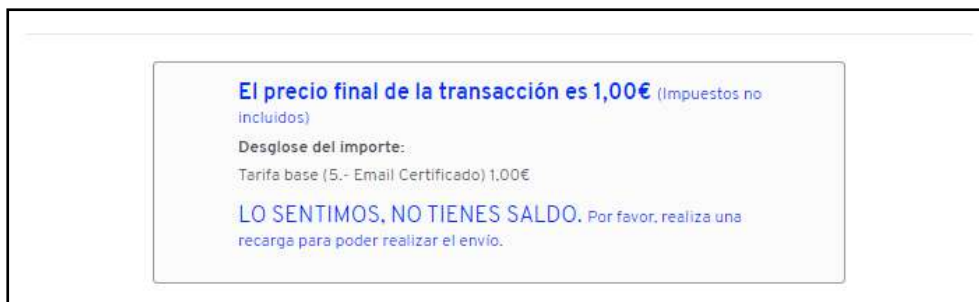 El precio final de la transacción es 1,00€ (Impuestos no
incluidos)
Desglose del importe:
Tarifa base (5.- Email Certificado) 1,00€
LO SENTIMOS, NO TIENES SALDO. Por favor, realiza una
recarga para poder realizar el envío.